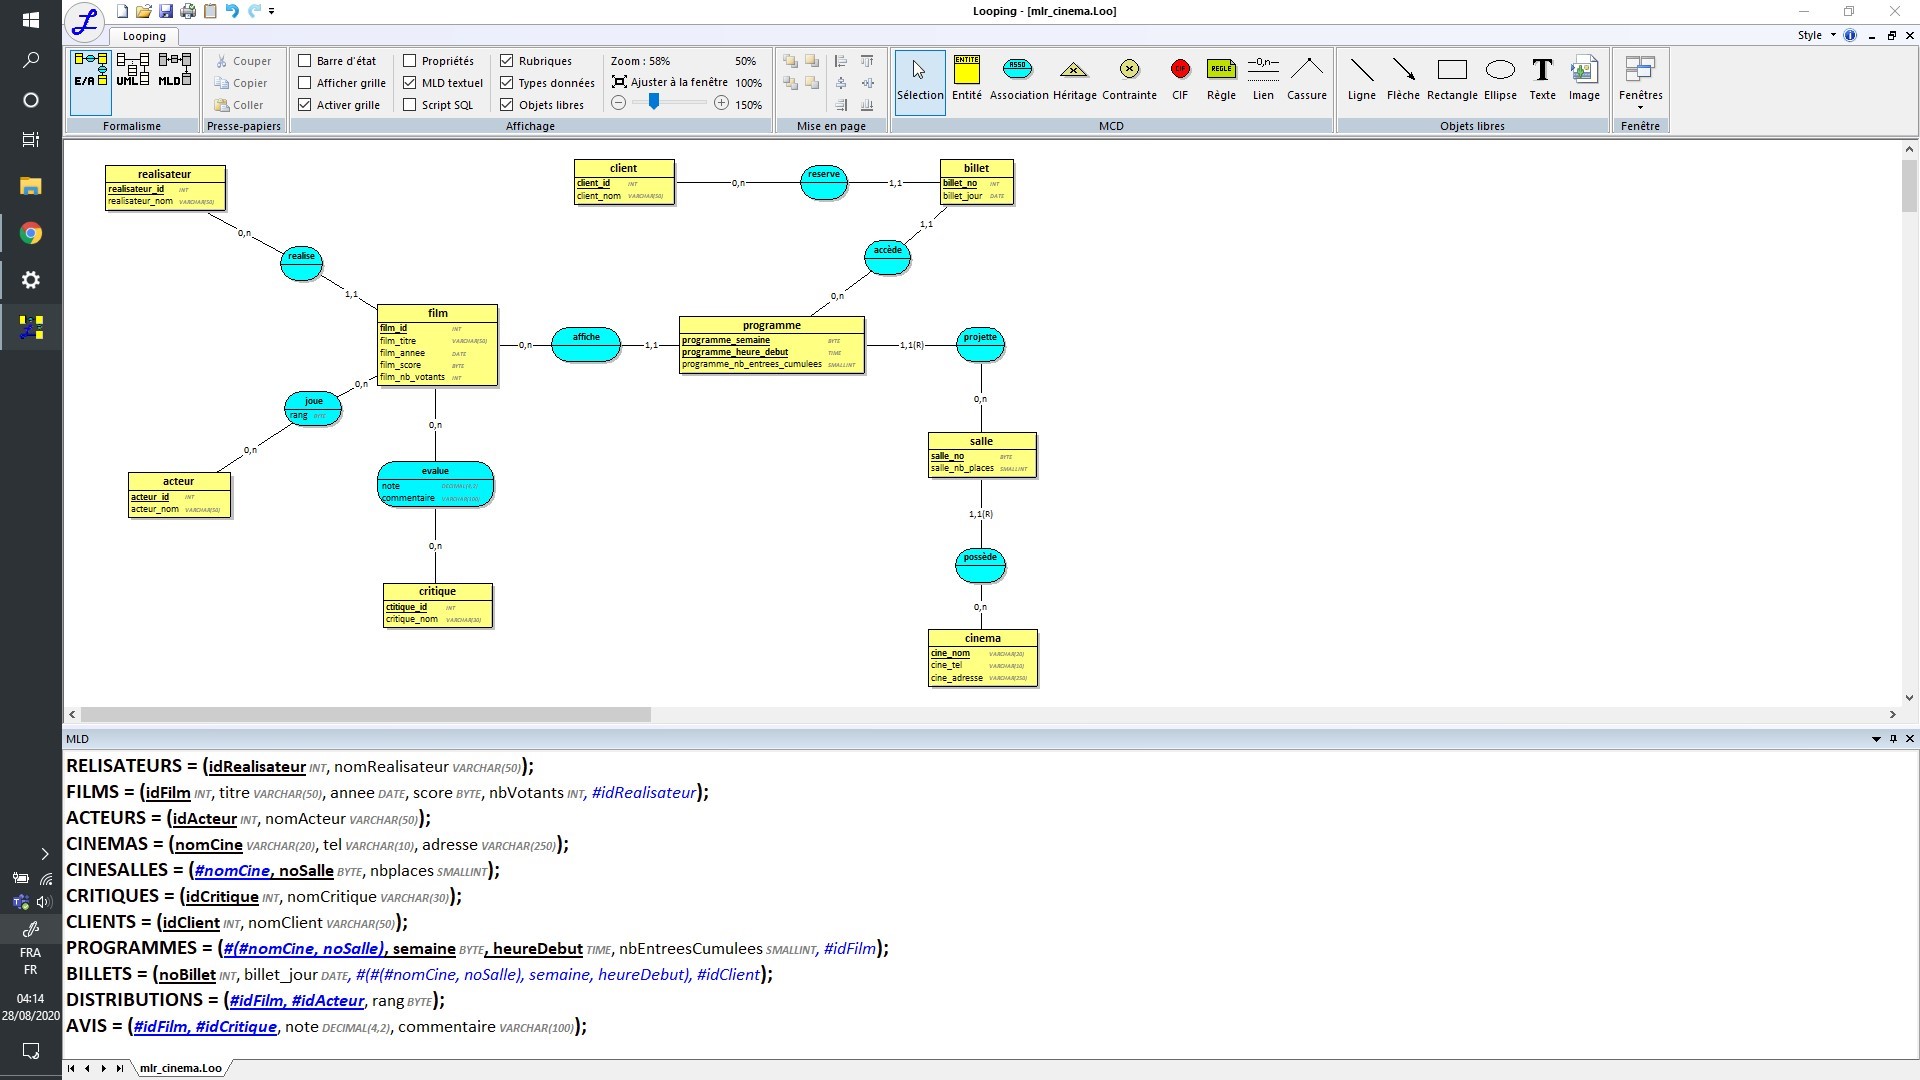 Looping - [mlr_cinema.Loo]
Looping
Style
E/A UML MLD
Formalisme
Couper
Copier
Coller
Presse-papiers
Barre d'état
Afficher grille
Activer grille
Propriétés
MLD textuel
Script SQL
Rubriques
Types données
Objets libres
Zoom : 58%
Ajuster à la fenêtre
50%
100%
150%
Affichage
Mise en page
Sélection
ENTITE
Entité
ASSO
Association
Héritage
Contrainte
CIF
CIF
REGLE
Règle
—0,n—
Lien
Cassure
MCD
Ligne
Flèche
Rectangle
Ellipse
T
Texte
Image
Objets libres
Fenêtres
Fenêtre
realisateur
realisateur_id INT
realisateur_nom VARCHAR(50)
0,n
realise
1,1
client
client_id INT
client_nom VARCHAR(50)
0,n
reserve
1,1
billet
billet_no INT
billet_jour DATE
1,1
accède
0,n
film
film_id INT
film_titre VARCHAR(50)
film_annee DATE
film_score BYTE
film_nb_votants INT
0,n
affiche
1,1
programme
programme_semaine BYTE
programme_heure_debut TIME
programme_nb_entrees_cumulees SMALLINT
1,1(R)
projette
0,n
joue
rang BYTE
0,n
0,n
acteur
acteur_id INT
acteur_nom VARCHAR(50)
0,n
evalue
note DECIMAL(4,2)
commentaire VARCHAR(100)
0,n
critique
ctitique_id INT
critique_nom VARCHAR(30)
salle
salle_no BYTE
salle_nb_places SMALLINT
1,1(R)
possède
0,n
cinema
cine_nom VARCHAR(20)
cine_tel VARCHAR(10)
cine_adresse VARCHAR(250)
MLD
RELISATEURS = (idRealisateur INT, nomRealisateur VARCHAR(50));
FILMS = (idFilm INT, titre VARCHAR(50), annee DATE, score BYTE, nbVotants INT, #idRealisateur);
ACTEURS = (idActeur INT, nomActeur VARCHAR(50));
CINEMAS = (nomCine VARCHAR(20), tel VARCHAR(10), adresse VARCHAR(250));
CINESALLES = (#nomCine, noSalle BYTE, nbplaces SMALLINT);
CRITIQUES = (idCritique INT, nomCritique VARCHAR(30));
CLIENTS = (idClient INT, nomClient VARCHAR(50));
PROGRAMMES = (#(#nomCine, noSalle), semaine BYTE, heureDebut TIME, nbEntreesCumulees SMALLINT, #idFilm);
BILLETS = (noBillet INT, billet_jour DATE, #(#(#nomCine, noSalle), semaine, heureDebut), #idClient);
DISTRIBUTIONS = (#idFilm, #idActeur, rang BYTE);
AVIS = (#idFilm, #idCritique, note DECIMAL(4,2), commentaire VARCHAR(100));
mlr_cinema.Loo
FRA
FR
04:14
28/08/2020